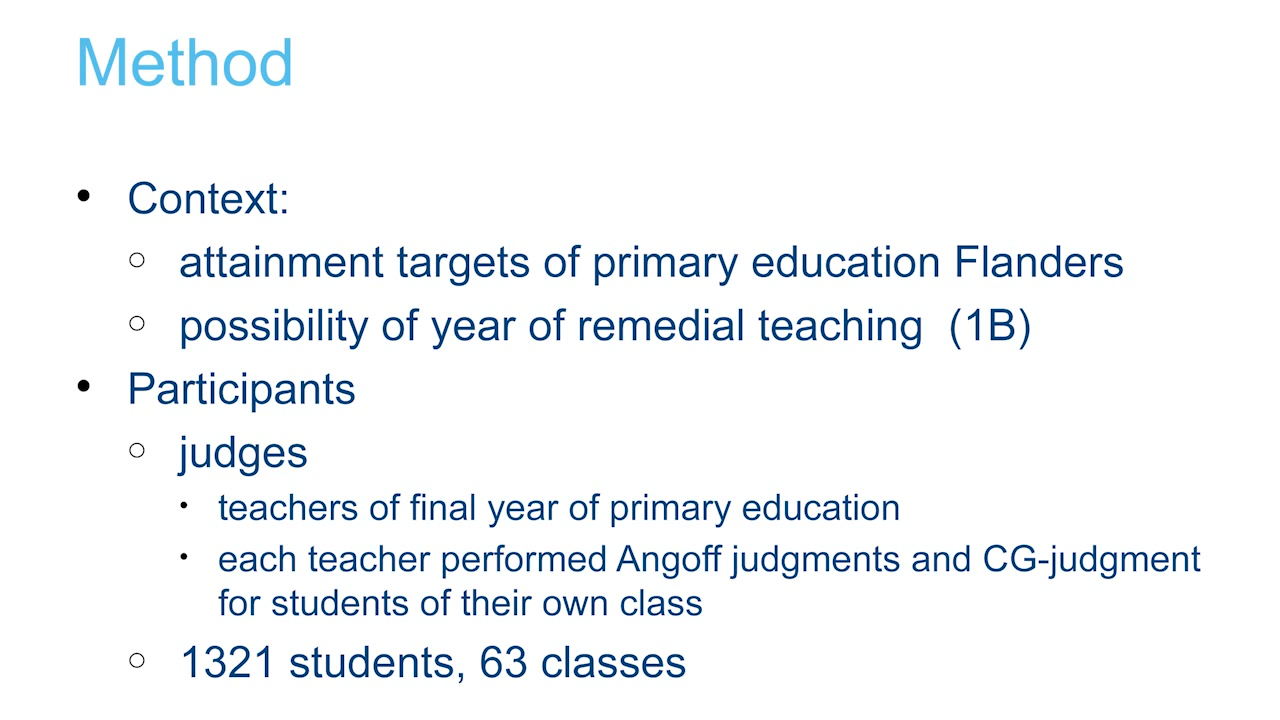 Method
• Context:
○ attainment targets of primary education Flanders
○ possibility of year of remedial teaching  (1B)
• Participants
○ judges
• teachers of final year of primary education
• each teacher performed Angoff judgments and CG-judgment
for students of their own class
○ 1321 students, 63 classes